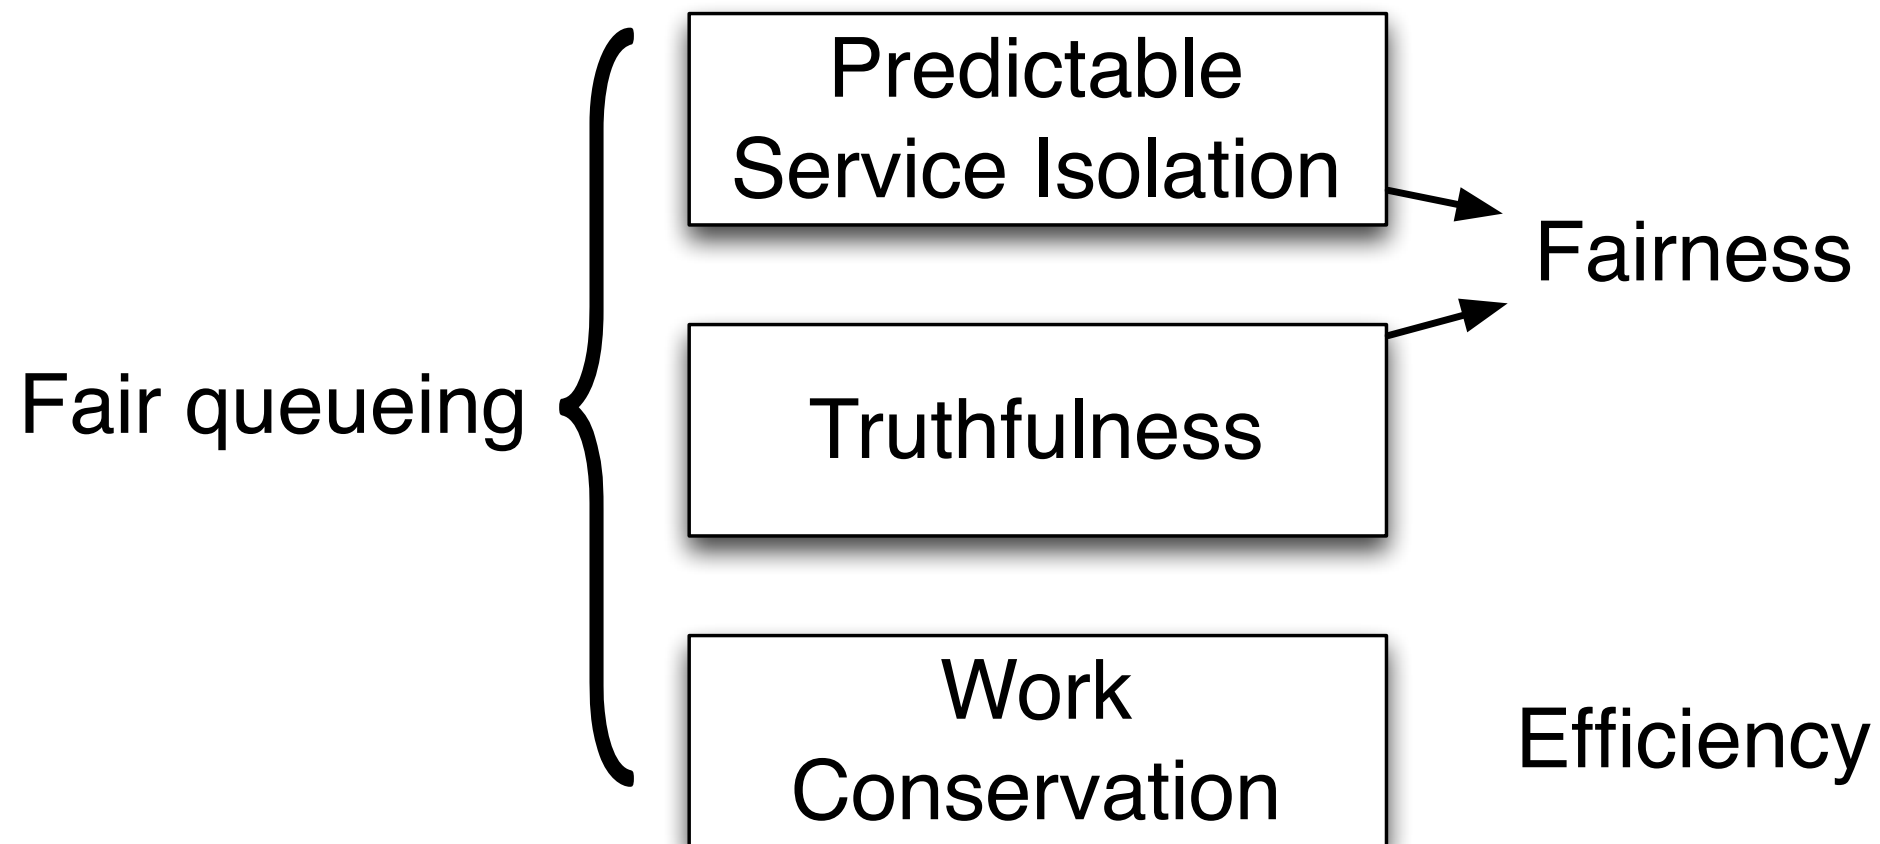 Predictable
Service Isolation
Fairness
Fair queueing
Truthfulness
Work
Conservation
Efficiency